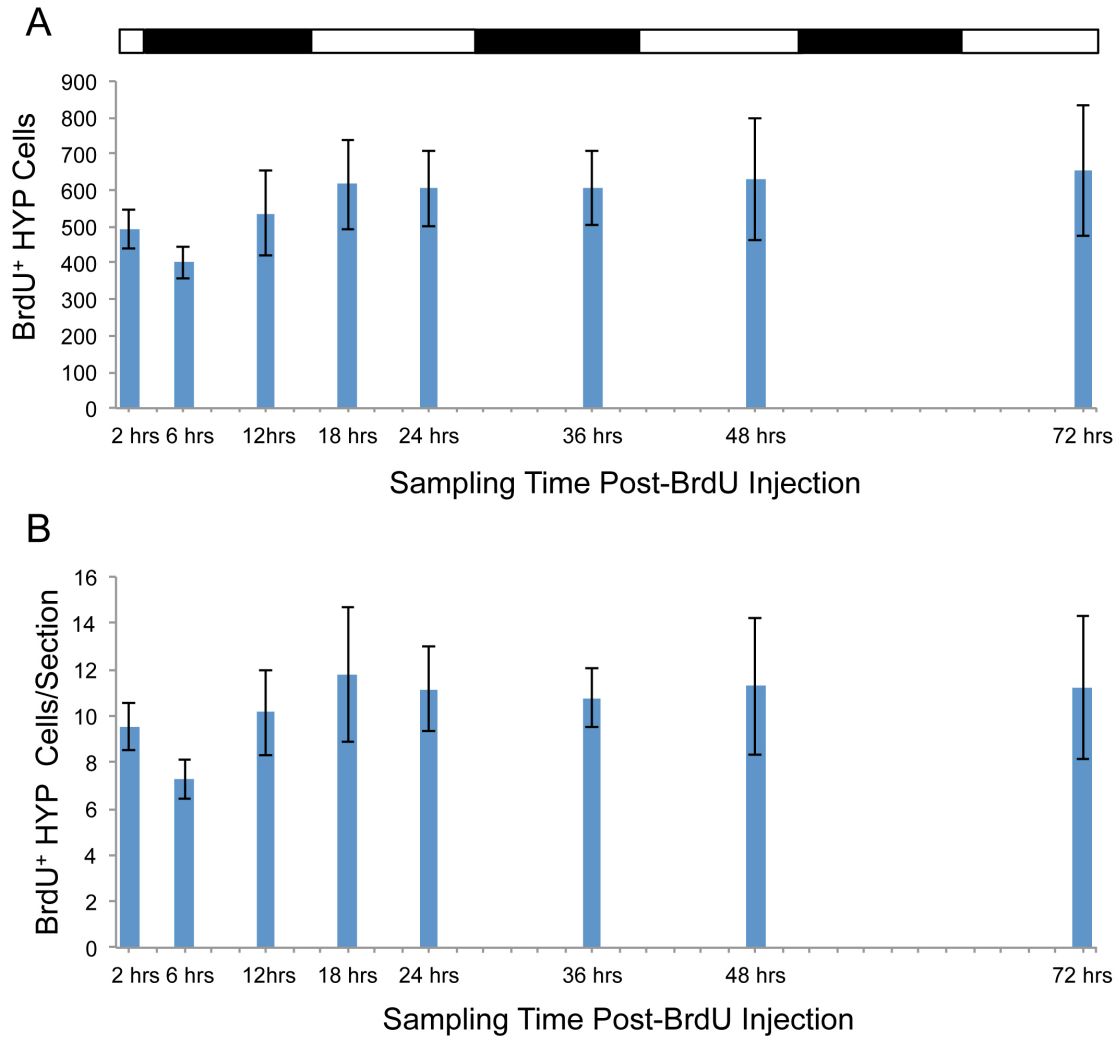 A
900
800
700
600
500
400
300
200
100
0
BrdU+ HYP Cells
2 hrs 6 hrs 12hrs 18 hrs 24 hrs 36 hrs 48 hrs 72 hrs
Sampling Time Post-BrdU Injection
B
16
14
12
10
8
6
4
2
0
BrdU+ HYP Cells/Section
2 hrs 6 hrs 12hrs 18 hrs 24 hrs 36 hrs 48 hrs 72 hrs
Sampling Time Post-BrdU Injection